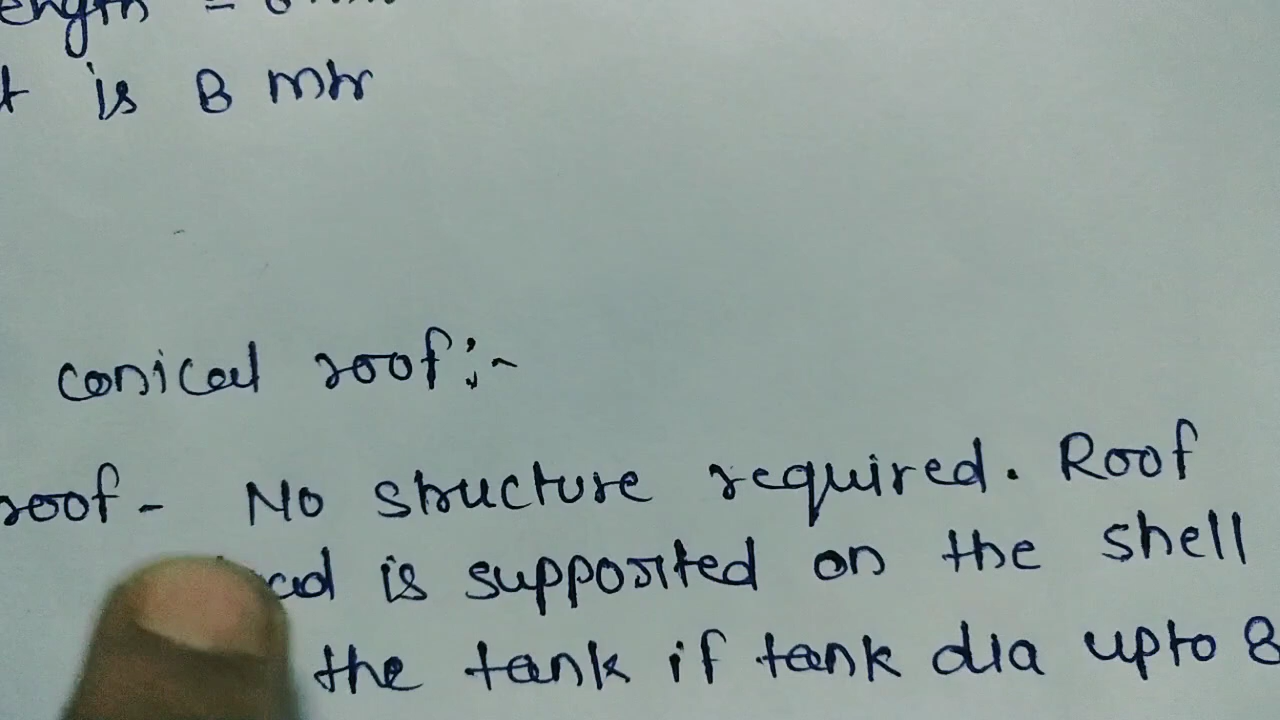 ength =
is 8 mtr
conical roof:-
roof - No structure required. Roof
is supported on the shell
the tank if tank dia upto 8